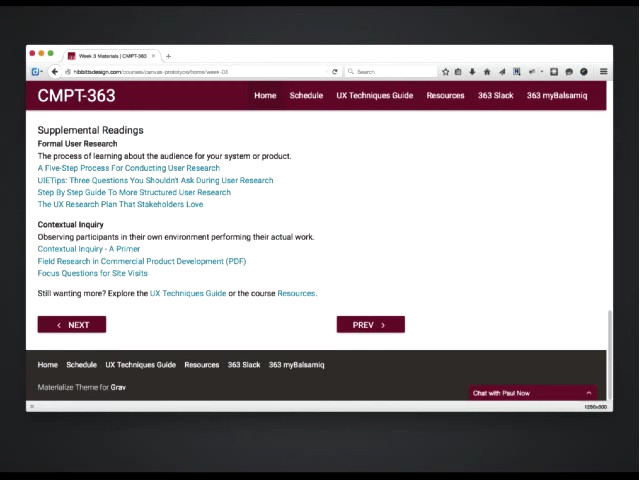 Week 3 Materials | CMPT-363
hibbittsdesign.com/courses/canvas-prototype/home/week-03
Search
CMPT-363
Home Schedule UX Techniques Guide Resources 363 Slack 363 myBalsamiq
Supplemental Readings
Formal User Research
The process of learning about the audience for your system or product.
A Five-Step Process For Conducting User Research
UIETips: Three Questions You Shouldn't Ask During User Research
Step By Step Guide To More Structured User Research
The UX Research Plan That Stakeholders Love
Contextual Inquiry
Observing participants in their own environment performing their actual work.
Contextual Inquiry - A Primer
Field Research in Commercial Product Development (PDF)
Focus Questions for Site Visits
Still wanting more? Explore the UX Techniques Guide or the course Resources.
< NEXT
PREV >
Home Schedule UX Techniques Guide Resources 363 Slack 363 myBalsamiq
Materialize Theme for Grav
Chat with Paul Now